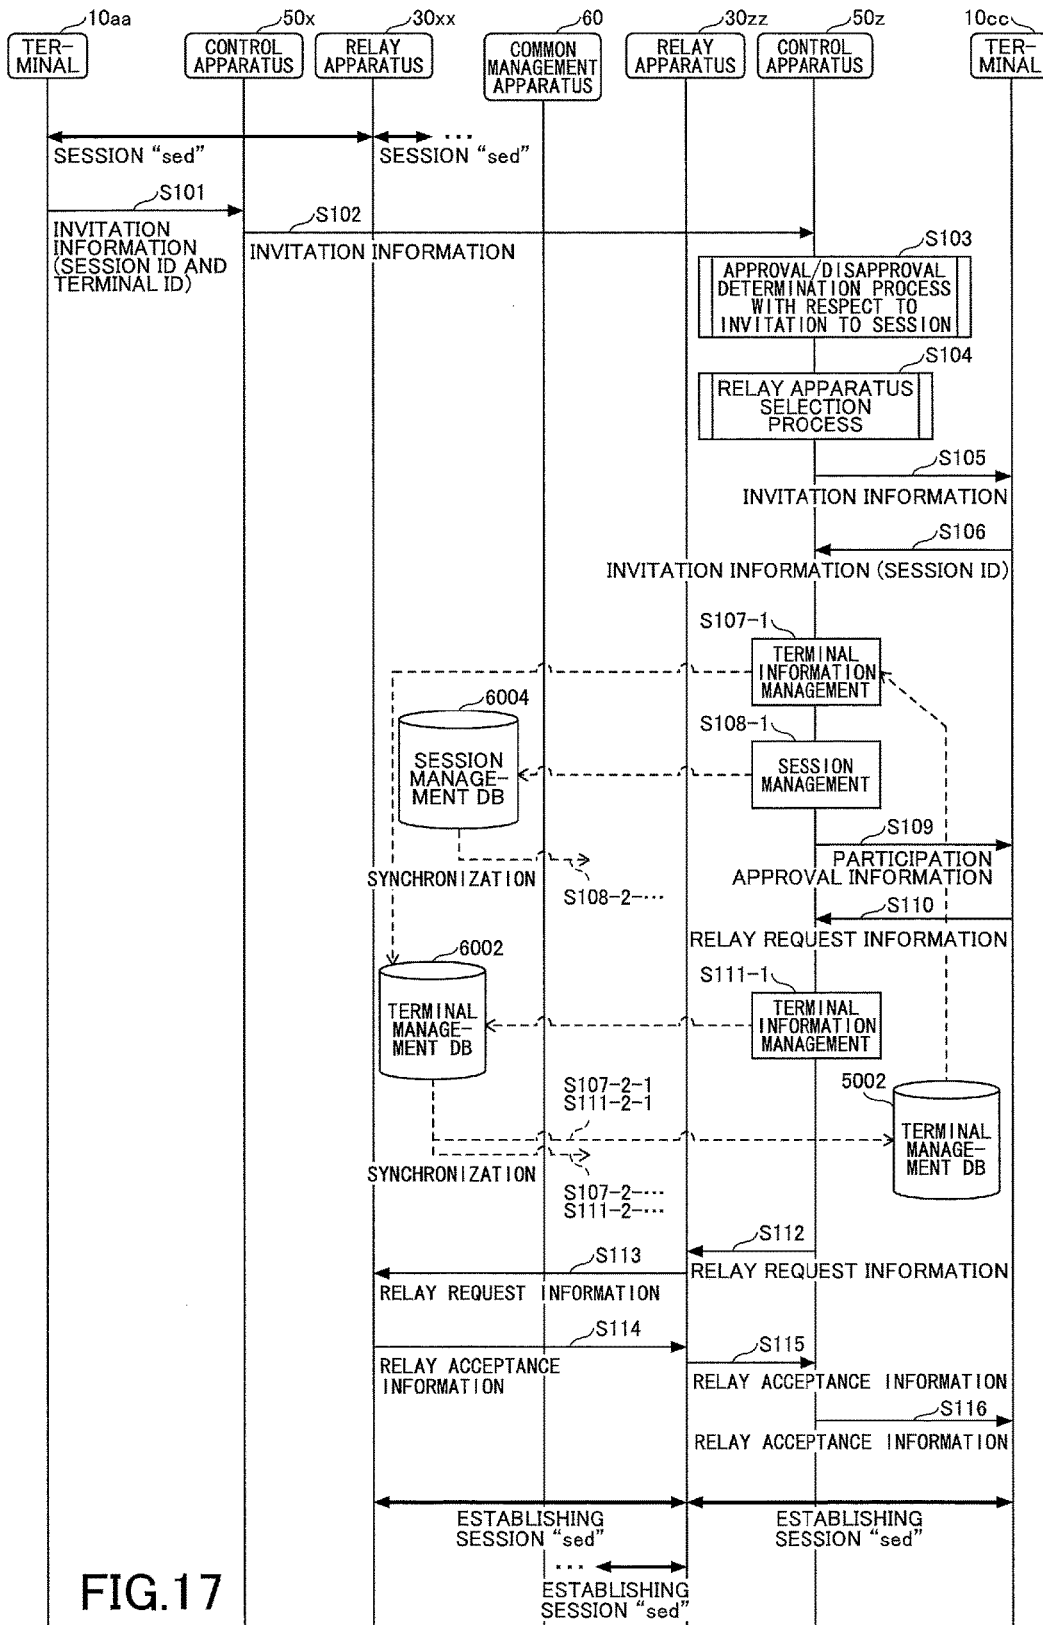 10aa
50x
30xx
60
30zz
50z
10cc
TER-
MINAL
CONTROL
APPARATUS
RELAY
APPARATUS
COMMON
MANAGEMENT
APPARATUS
RELAY
APPARATUS
CONTROL
APPARATUS
TER-
MINAL
SESSION “sed”
...
SESSION “sed”
S101
INVITATION
INFORMATION
(SESSION ID AND
TERMINAL ID)
S102
INVITATION INFORMATION
S103
APPROVAL/DISAPPROVAL
DETERMINATION PROCESS
WITH RESPECT TO
INVITATION TO SESSION
S104
RELAY APPARATUS
SELECTION
PROCESS
S105
INVITATION INFORMATION
S106
INVITATION INFORMATION (SESSION ID)
S107-1
TERMINAL
INFORMATION
MANAGEMENT
6004
SESSION
MANAGE-
MENT DB
S108-1
SESSION
MANAGEMENT
S109
PARTICIPATION
APPROVAL INFORMATION
SYNCHRONIZATION
S108-2-...
S110
RELAY REQUEST INFORMATION
6002
TERMINAL
MANAGE-
MENT DB
S111-1
TERMINAL
INFORMATION
MANAGEMENT
S107-2-1
S111-2-1
5002
TERMINAL
MANAGE-
MENT DB
SYNCHRONIZATION
S107-2-...
S111-2-...
S112
RELAY REQUEST INFORMATION
S113
RELAY REQUEST INFORMATION
S114
RELAY ACCEPTANCE
INFORMATION
S115
RELAY ACCEPTANCE INFORMATION
S116
RELAY ACCEPTANCE INFORMATION
ESTABLISHING
SESSION “sed”
ESTABLISHING
SESSION “sed”
...
ESTABLISHING
SESSION “sed”
FIG.17